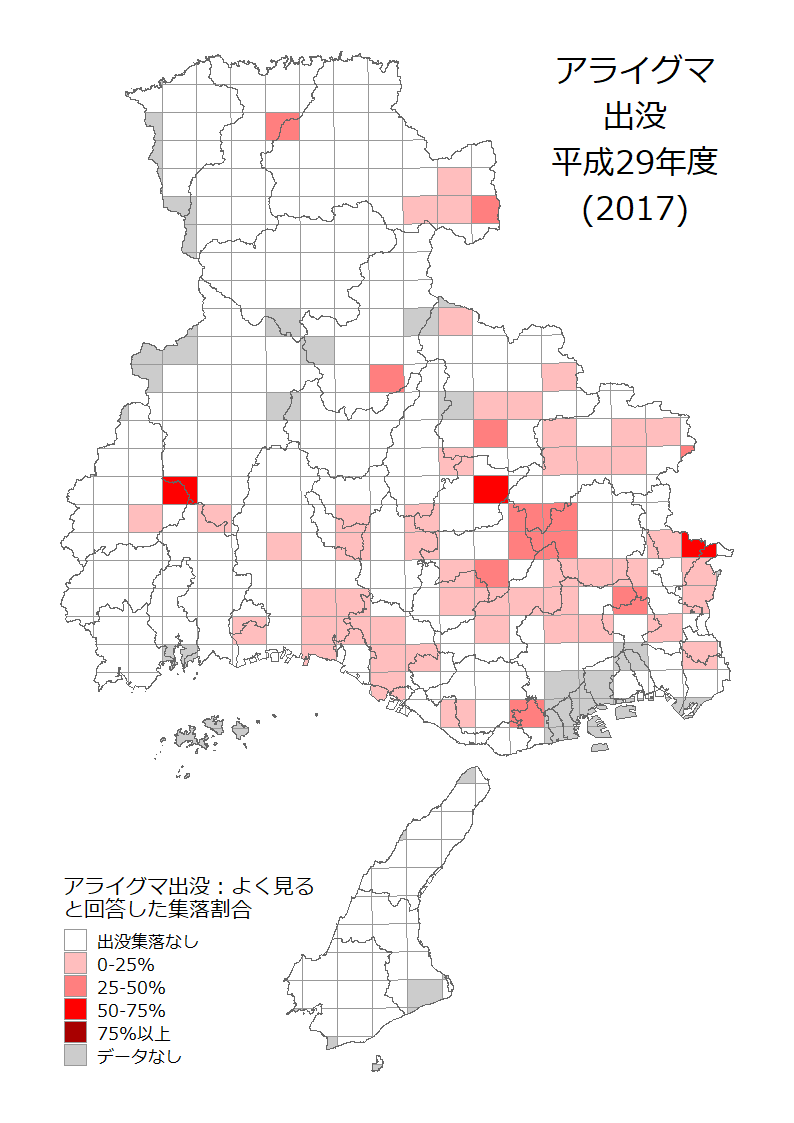 アライグマ
出没
平成29年度
(2017)
アライグマ出没：よく見る
と回答した集落割合
出没集落なし
0-25%
25-50%
50-75%
75%以上
データなし